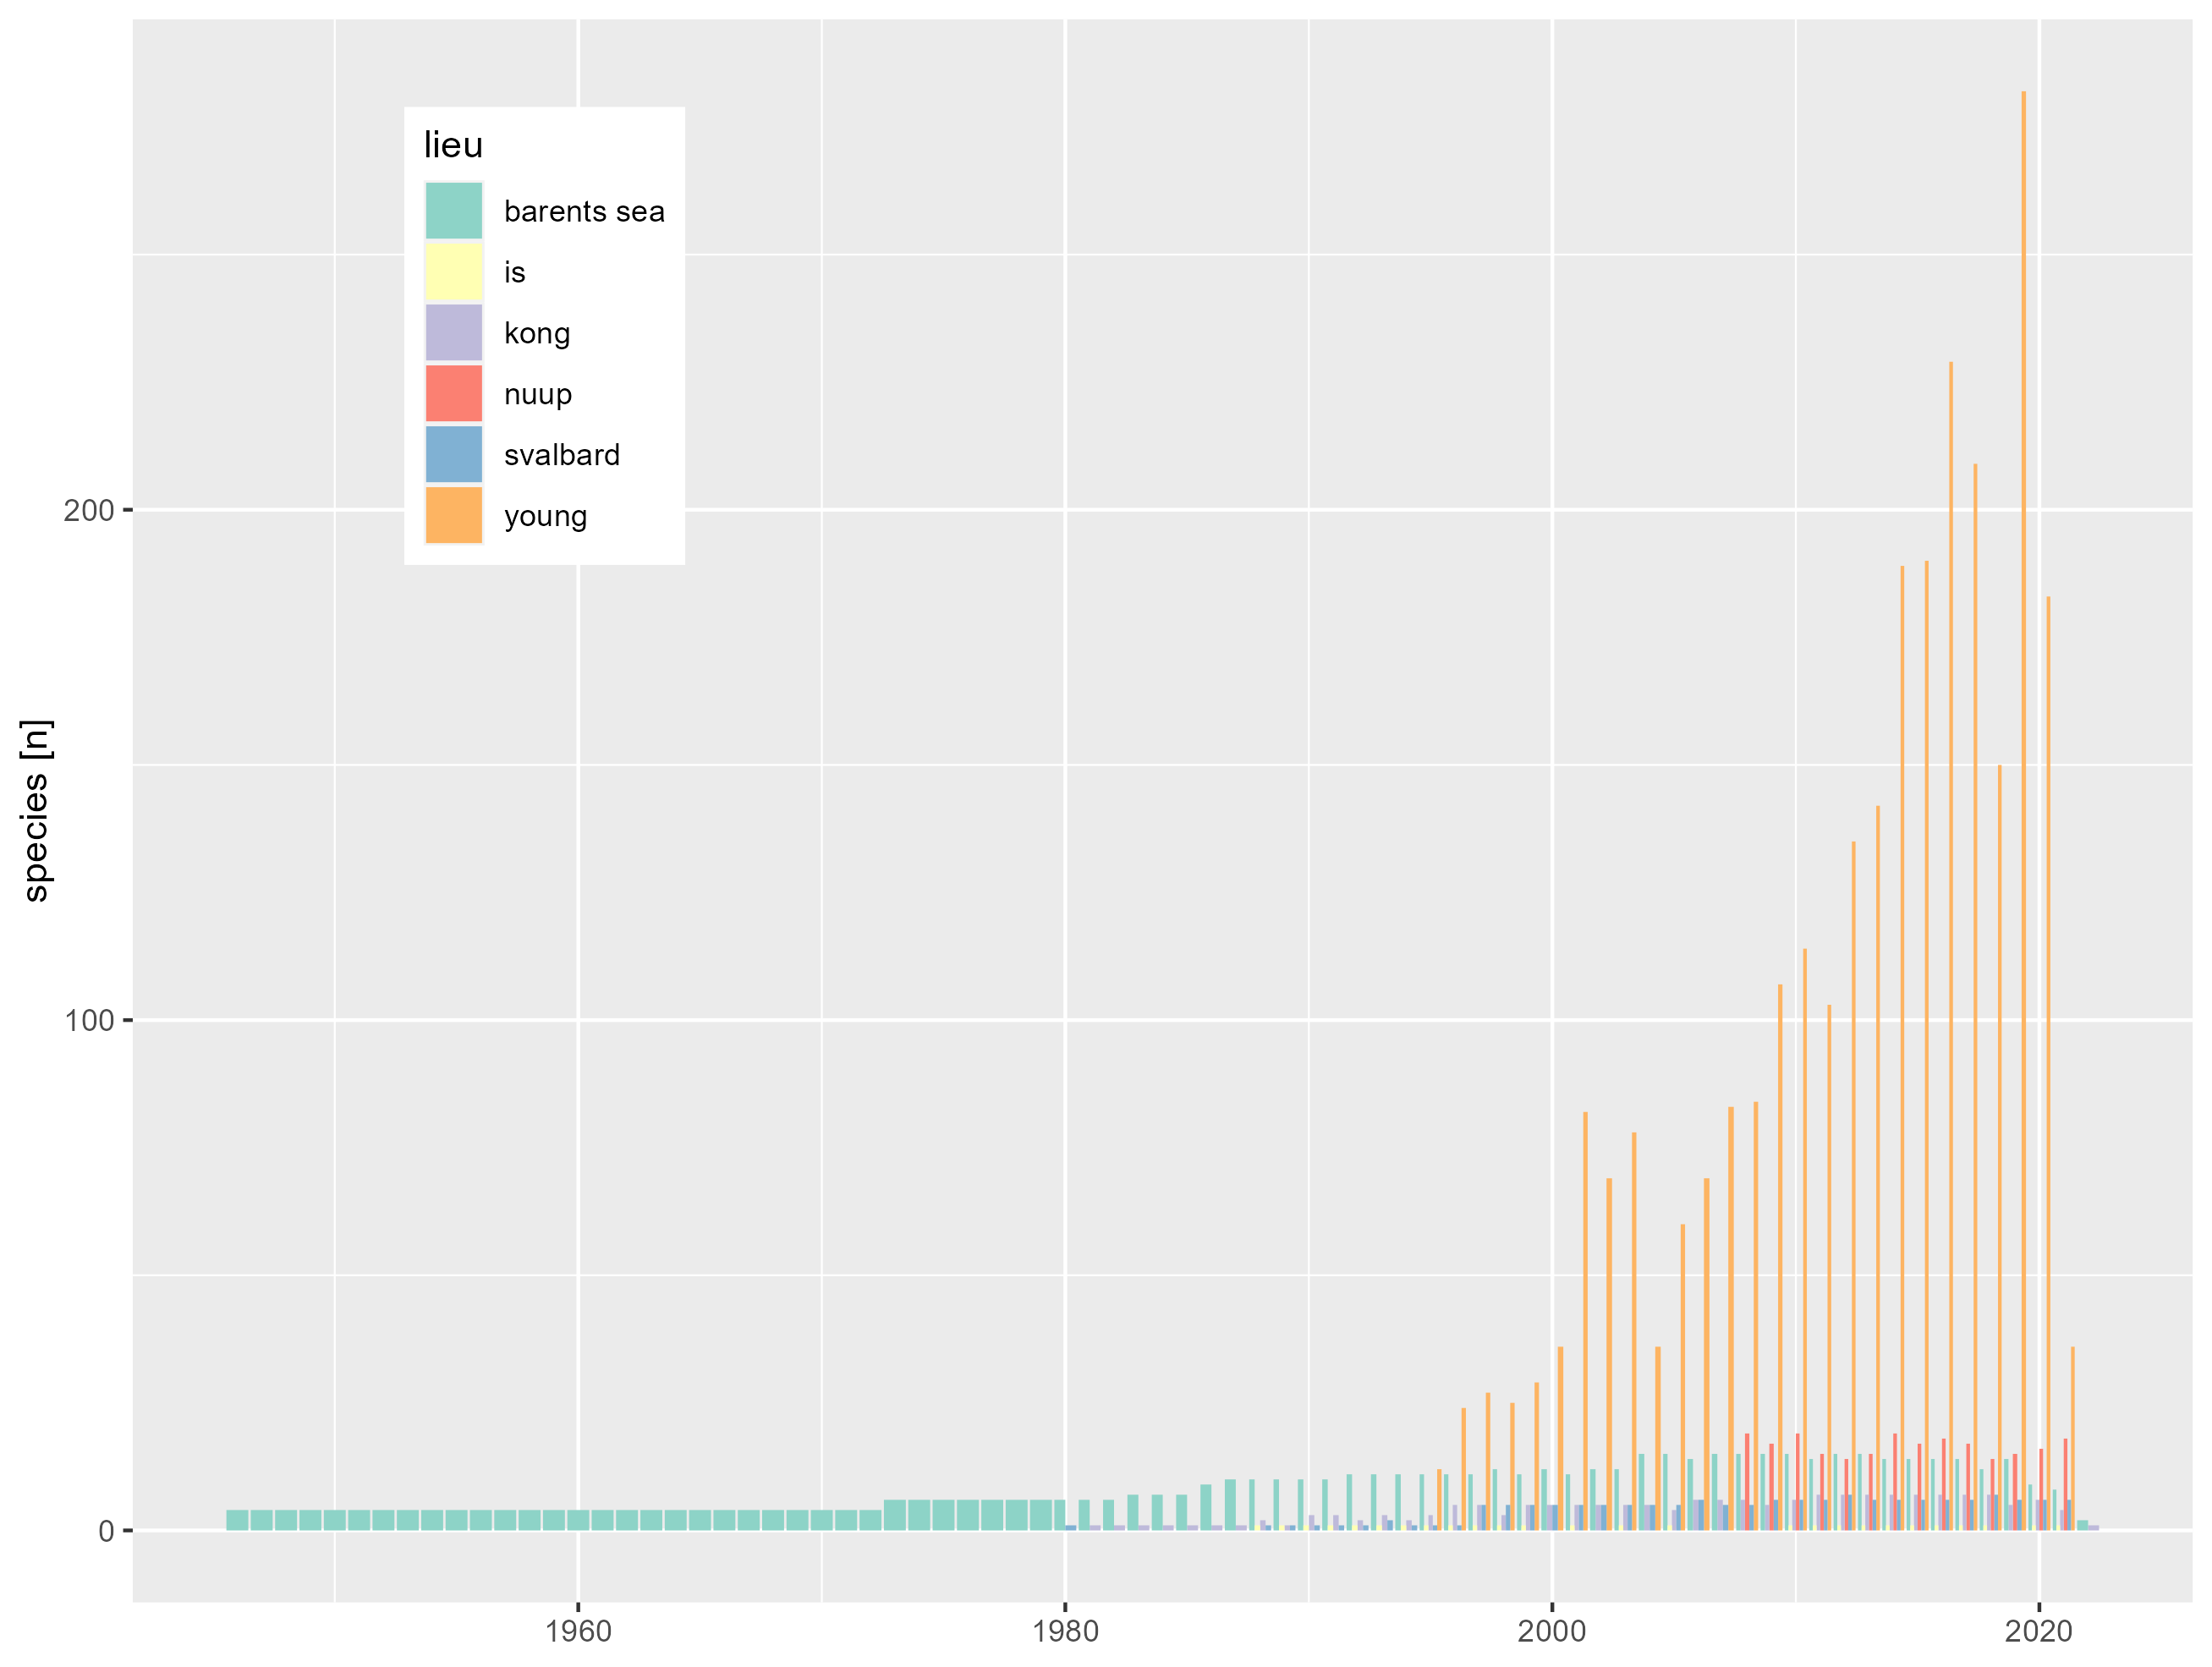 lieu
barents sea
is
kong
nuup
svalbard
young
species [n]
200
100
0
1960
1980
2000
2020